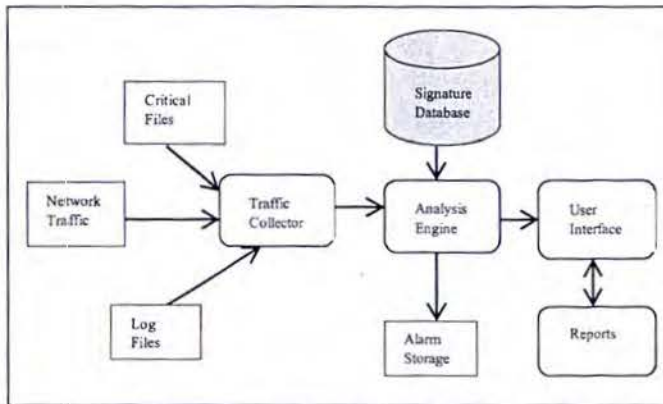 Critical
Files
Signature
Database
Network
Traffic
Traffic
Collector
Analysis
Engine
User
Interface
Log
Files
Alarm
Storage
Reports